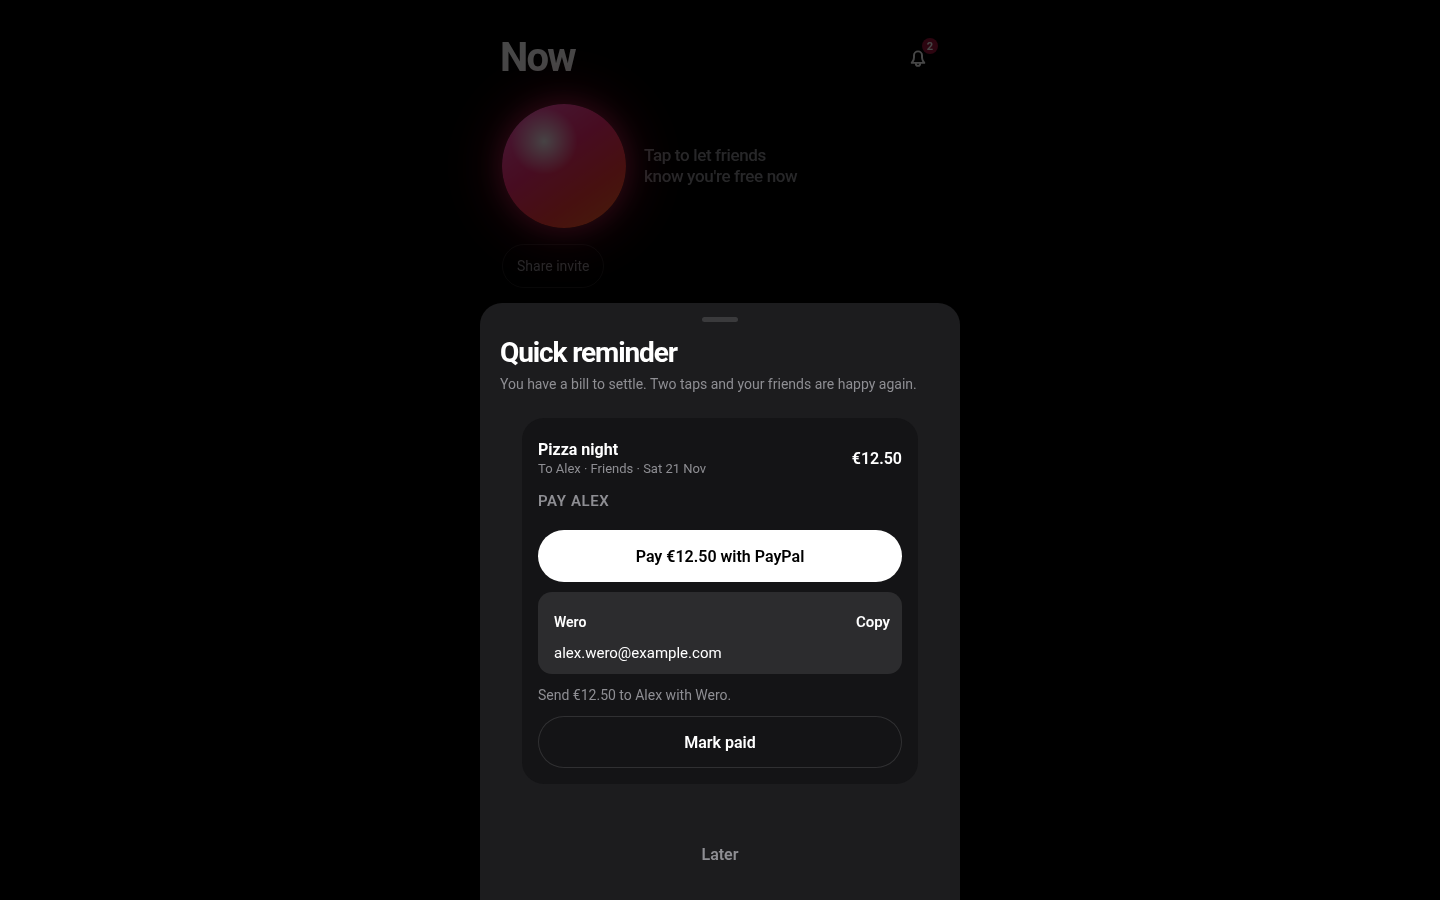 Now
2
Tap to let friends
know you're free now
Share invite
Quick reminder
You have a bill to settle. Two taps and your friends are happy again.
Pizza night
€12.50
To Alex · Friends · Sat 21 Nov
PAY ALEX
Pay €12.50 with PayPal
Wero
Copy
alex.wero@example.com
Send €12.50 to Alex with Wero.
Mark paid
Later